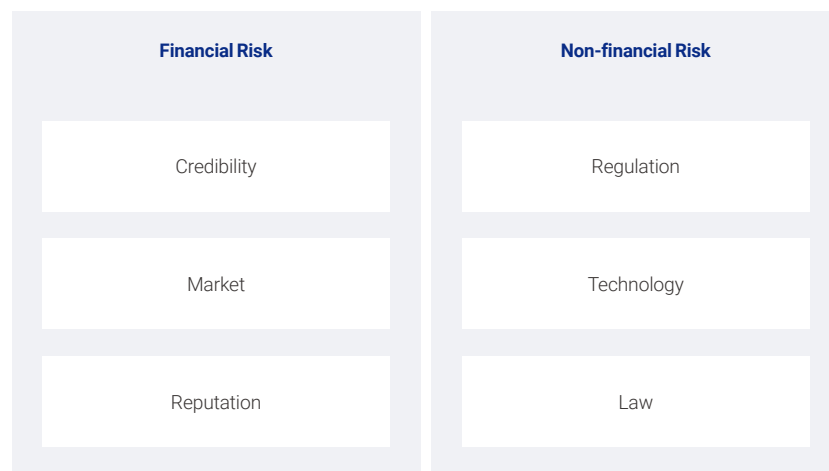 Financial Risk
Credibility
Market
Reputation
Non-financial Risk
Regulation
Technology
Law